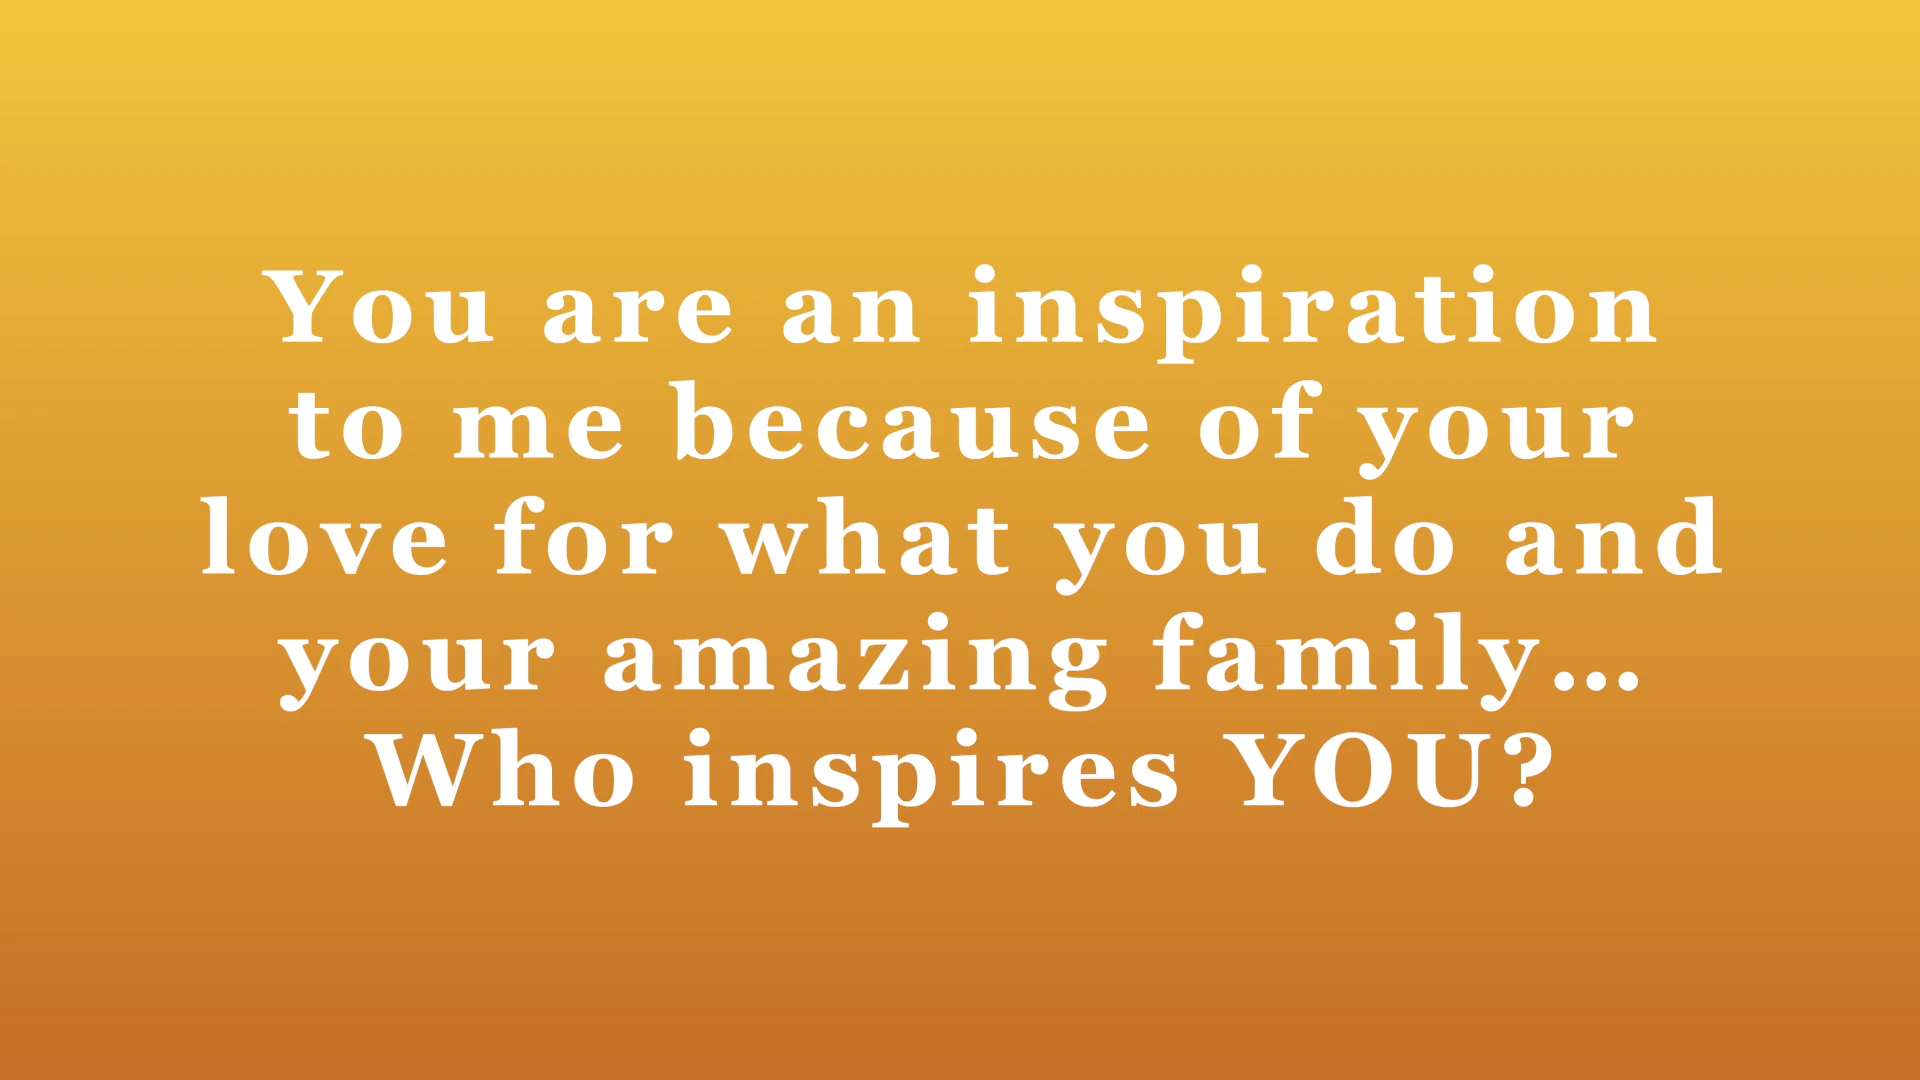 You are an inspiration
to me because of your
love for what you do and
your amazing family...
Who inspires YOU?